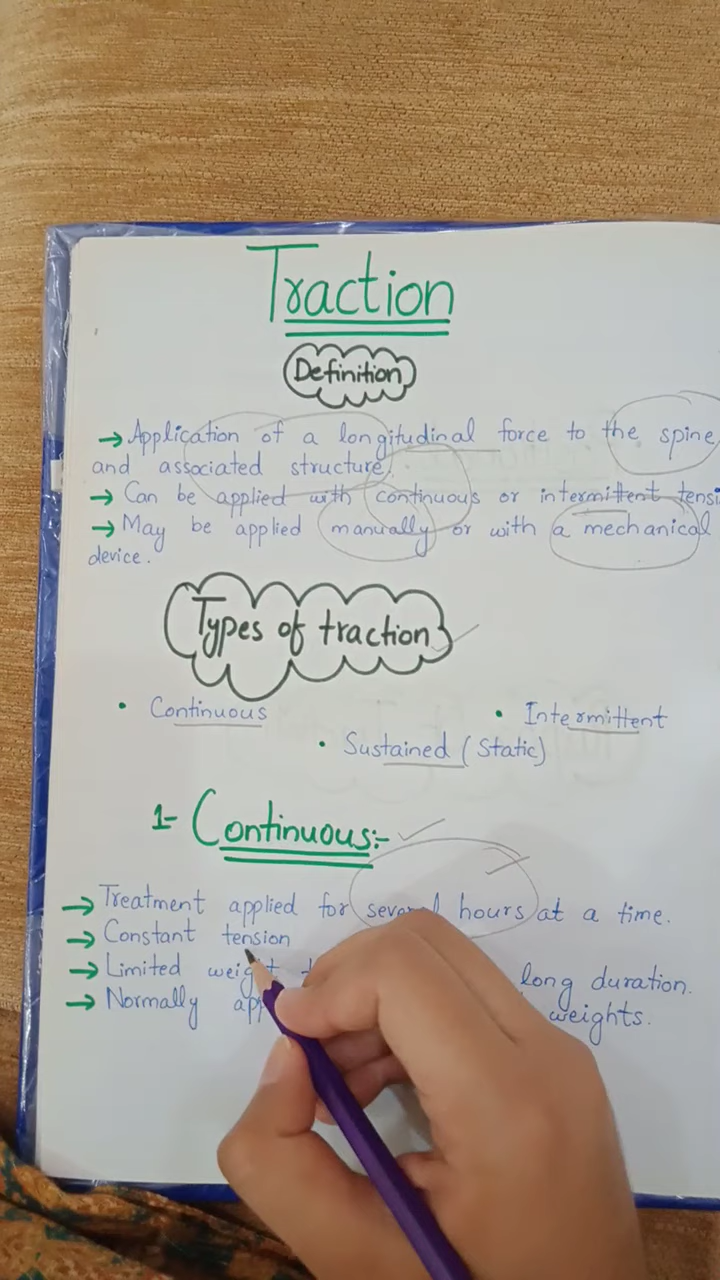 Traction
Definition
→ Application of a longitudinal force to the spine
and associated structure.
→ Can be applied with continuous or intermittent
→ May be applied manually or with a mechanical
device.
Types of traction
• Continuous
• Intermittent
• Sustained (Static)
1- Continuous:-
→ Treatment applied for several hours at a time.
→ Constant tension
→ Limited weight long duration.
→ Normally weights.